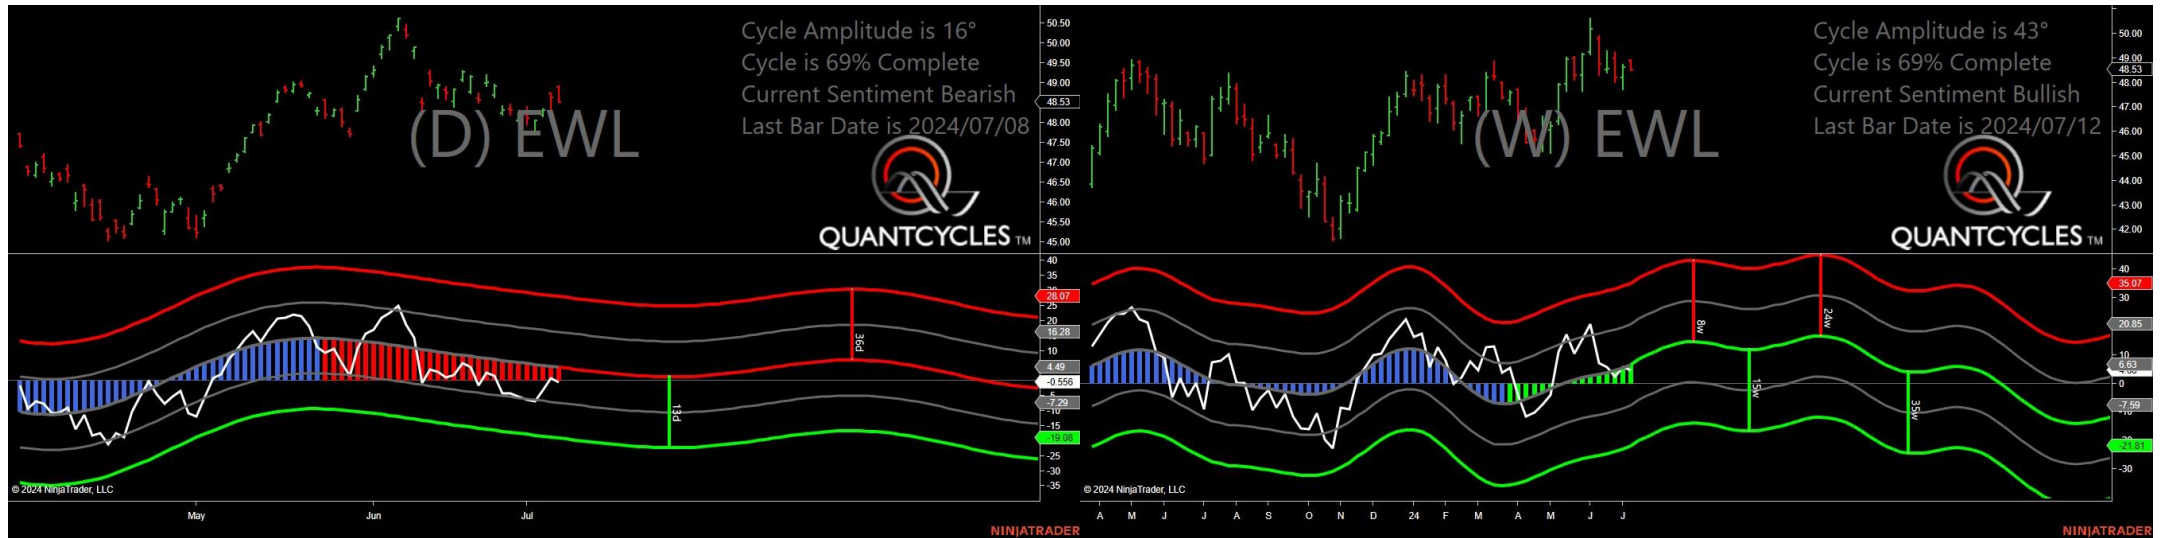 Cycle Amplitude is 16°
Cycle is 69% Complete
Current Sentiment Bearish
Last Bar Date is 2024/07/08
(D) EWL
QUANTCYCLES TM
50.50
50.00
49.50
49.00
48.53
48.00
47.50
47.00
46.50
46.00
45.50
45.00
40
35
28.07
25
20
16.28
10
4.49
-0.556
-7.29
-10
-15
-19.08
-25
-30
-35
36d
13d
© 2024 NinjaTrader, LLC
May Jun Jul
NINJATRADER
Cycle Amplitude is 43°
Cycle is 69% Complete
Current Sentiment Bullish
Last Bar Date is 2024/07/12
(W) EWL
QUANTCYCLES TM
50.00
49.00
48.53
47.00
46.00
45.00
44.00
43.00
42.00
40
35.07
30
20.85
10
6.63
0
-7.59
-21.81
-30
8w
24w
15w
35w
© 2024 NinjaTrader, LLC
A M J J A S O N D 24 F M A M J J
NINJATRADER